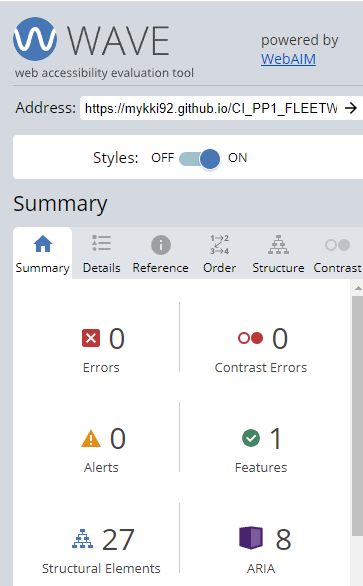 WAVE
powered by
WebAIM
web accessibility evaluation tool
Address: https://mykki92.github.io/CI_PP1_FLEETW
Styles: OFF ON
Summary
Summary Details Reference Order Structure Contrast
0 0
Errors Contrast Errors
0 1
Alerts Features
27 8
Structural Elements ARIA